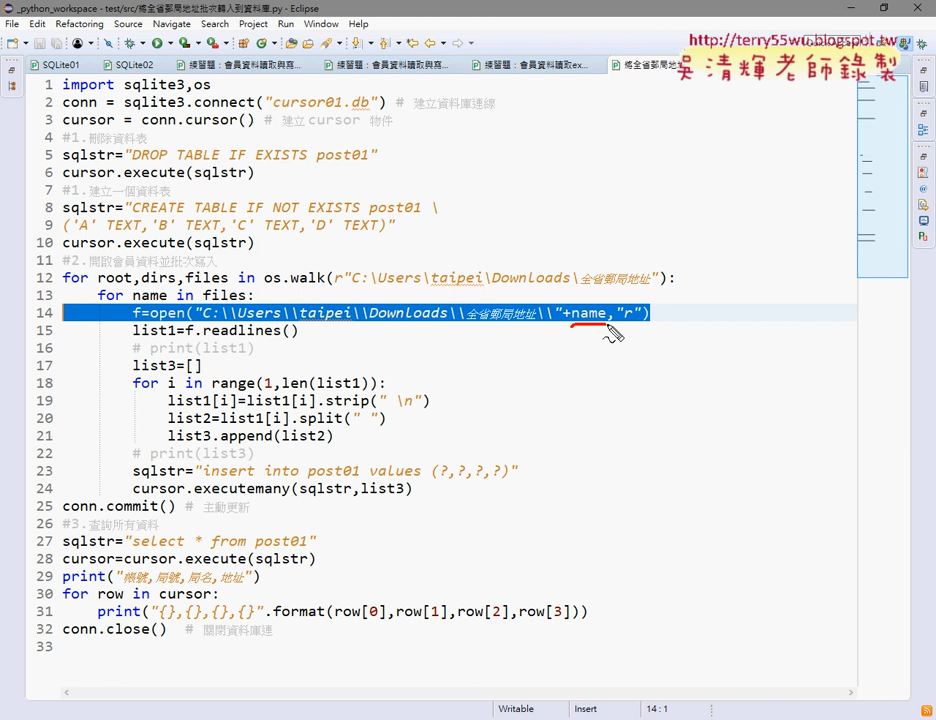 _python_workspace - test/src/將全省郵局地址批次轉入到資料庫.py - Eclipse
File Edit Refactoring Source Navigate Search Project Run Window Help
http://terry55wu.blogspot.tw
吳清輝老師錄製
SQLite01 SQLite02 練習題：會員資料讀取與寫... 練習題：會員資料讀取與寫... 練習題：會員資料讀取ex... 將全省郵局地
1 import sqlite3,os
2 conn = sqlite3.connect("cursor01.db") # 建立資料庫連線
3 cursor = conn.cursor() # 建立 cursor 物件
4 #1.刪除資料表
5 sqlstr="DROP TABLE IF EXISTS post01"
6 cursor.execute(sqlstr)
7 #1.建立一個資料表
8 sqlstr="CREATE TABLE IF NOT EXISTS post01 \
9 ('A' TEXT,'B' TEXT,'C' TEXT,'D' TEXT)"
10 cursor.execute(sqlstr)
11 #2.開啟會員資料並批次寫入
12 for root,dirs,files in os.walk(r"C:\Users\taipei\Downloads\全省郵局地址"):
13 for name in files:
14 f=open("C:\\Users\\taipei\\Downloads\\全省郵局地址\\"+name,"r")
15 list1=f.readlines()
16 # print(list1)
17 list3=[]
18 for i in range(1,len(list1)):
19 list1[i]=list1[i].strip(" \n")
20 list2=list1[i].split(" ")
21 list3.append(list2)
22 # print(list3)
23 sqlstr="insert into post01 values (?,?,?,?)"
24 cursor.executemany(sqlstr,list3)
25 conn.commit() # 主動更新
26 #3.查詢所有資料
27 sqlstr="select * from post01"
28 cursor=cursor.execute(sqlstr)
29 print("帳號,局號,局名,地址")
30 for row in cursor:
31 print("{},{},{},{}".format(row[0],row[1],row[2],row[3]))
32 conn.close() # 關閉資料庫連
33
Writable Insert 14 : 1